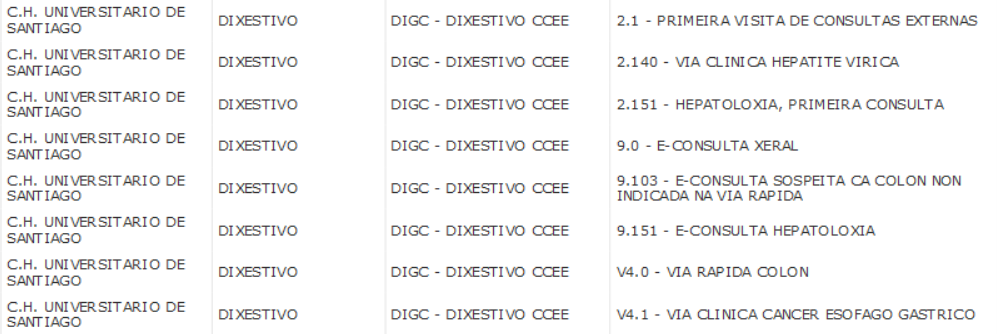 C.H. UNIVERSITARIO DE SANTIAGO DIXESTIVO DIGC - DIXESTIVO CCEE 2.1 - PRIMEIRA VISITA DE CONSULTAS EXTERNAS
C.H. UNIVERSITARIO DE SANTIAGO DIXESTIVO DIGC - DIXESTIVO CCEE 2.140 - VIA CLINICA HEPATITE VIRICA
C.H. UNIVERSITARIO DE SANTIAGO DIXESTIVO DIGC - DIXESTIVO CCEE 2.151 - HEPATOLOXIA, PRIMEIRA CONSULTA
C.H. UNIVERSITARIO DE SANTIAGO DIXESTIVO DIGC - DIXESTIVO CCEE 9.0 - E-CONSULTA XERAL
C.H. UNIVERSITARIO DE SANTIAGO DIXESTIVO DIGC - DIXESTIVO CCEE 9.103 - E-CONSULTA SOSPEITA CA COLON NON INDICADA NA VIA RAPIDA
C.H. UNIVERSITARIO DE SANTIAGO DIXESTIVO DIGC - DIXESTIVO CCEE 9.151 - E-CONSULTA HEPATOLOXIA
C.H. UNIVERSITARIO DE SANTIAGO DIXESTIVO DIGC - DIXESTIVO CCEE V4.0 - VIA RAPIDA COLON
C.H. UNIVERSITARIO DE SANTIAGO DIXESTIVO DIGC - DIXESTIVO CCEE V4.1 - VIA CLINICA CANCER ESOFAGO GASTRICO